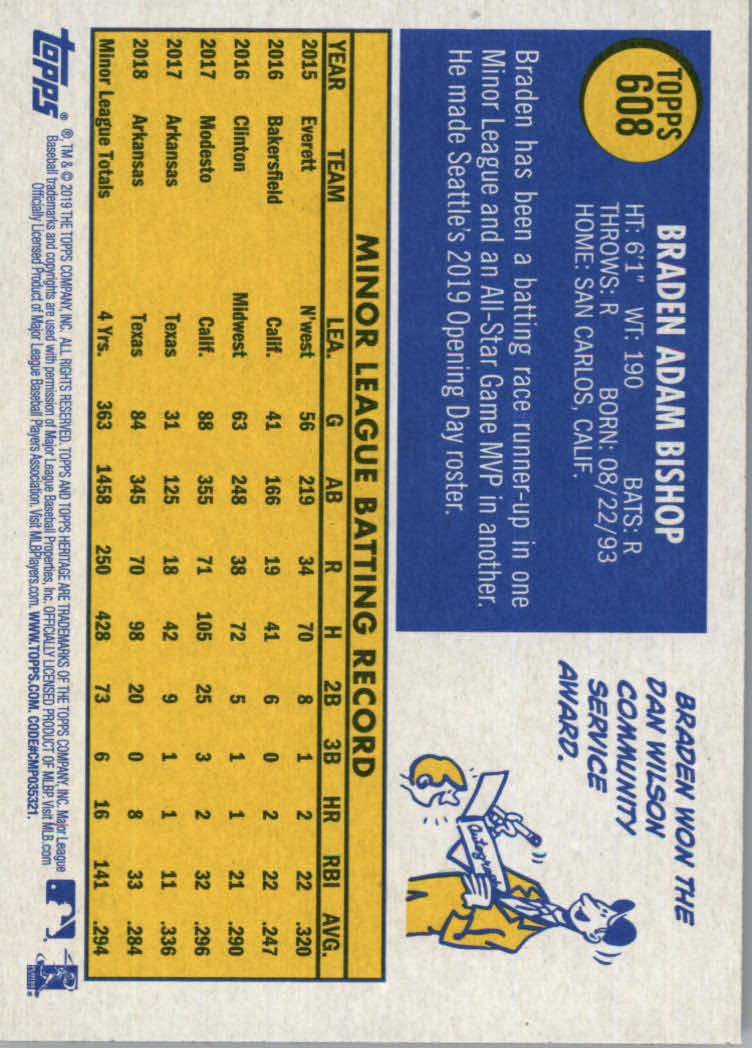 TOPPS
608
BRADEN ADAM BISHOP
HT: 6'1" WT: 190 BATS: R
THROWS: R BORN: 08/22/93
HOME: SAN CARLOS, CALIF.
Braden has been a batting race runner-up in one
Minor League and an All-Star Game MVP in another.
He made Seattle's 2019 Opening Day roster.
BRADEN WON THE
DAN WILSON
COMMUNITY
SERVICE
AWARD.
Autograph
MINOR LEAGUE BATTING RECORD
YEAR TEAM LEA. G AB R H 2B 3B HR RBI AVG.
2015 Everett N'west 56 219 34 70 8 1 2 22 .320
2016 Bakersfield Calif. 41 166 19 41 6 0 2 22 .247
2016 Clinton Midwest 63 248 38 72 5 1 1 21 .290
2017 Modesto Calif. 88 355 71 105 25 3 2 32 .296
2017 Arkansas Texas 31 125 18 42 9 1 1 11 .336
2018 Arkansas Texas 84 345 70 98 20 0 8 33 .284
Minor League Totals 4 Yrs. 363 1458 250 428 73 6 16 141 .294
topps®
®, TM & © 2019 THE TOPPS COMPANY, INC. ALL RIGHTS RESERVED. TOPPS AND TOPPS HERITAGE ARE TRADEMARKS OF THE TOPPS COMPANY, INC. Major League
Baseball trademarks and copyrights are used with permission of Major League Baseball Properties, Inc. OFFICIALLY LICENSED PRODUCT OF MLBP Visit MLB.com
Officially Licensed Product of Major League Baseball Players Association. Visit MLBPlayers.com. WWW.TOPPS.COM. CODE#CMP035321.